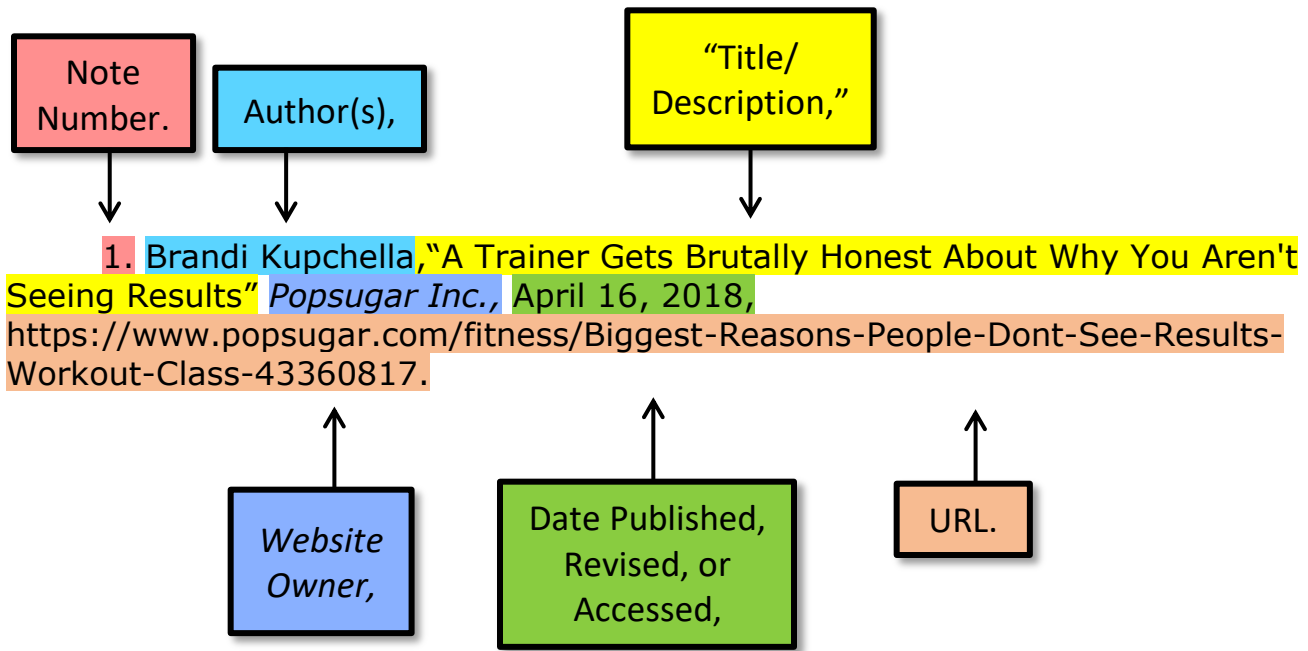 Note
Number.
Author(s),
“Title/
Description,”
1. Brandi Kupchella,“A Trainer Gets Brutally Honest About Why You Aren't
Seeing Results” Popsugar Inc., April 16, 2018,
https://www.popsugar.com/fitness/Biggest-Reasons-People-Dont-See-Results-
Workout-Class-43360817.
Website
Owner,
Date Published,
Revised, or
Accessed,
URL.